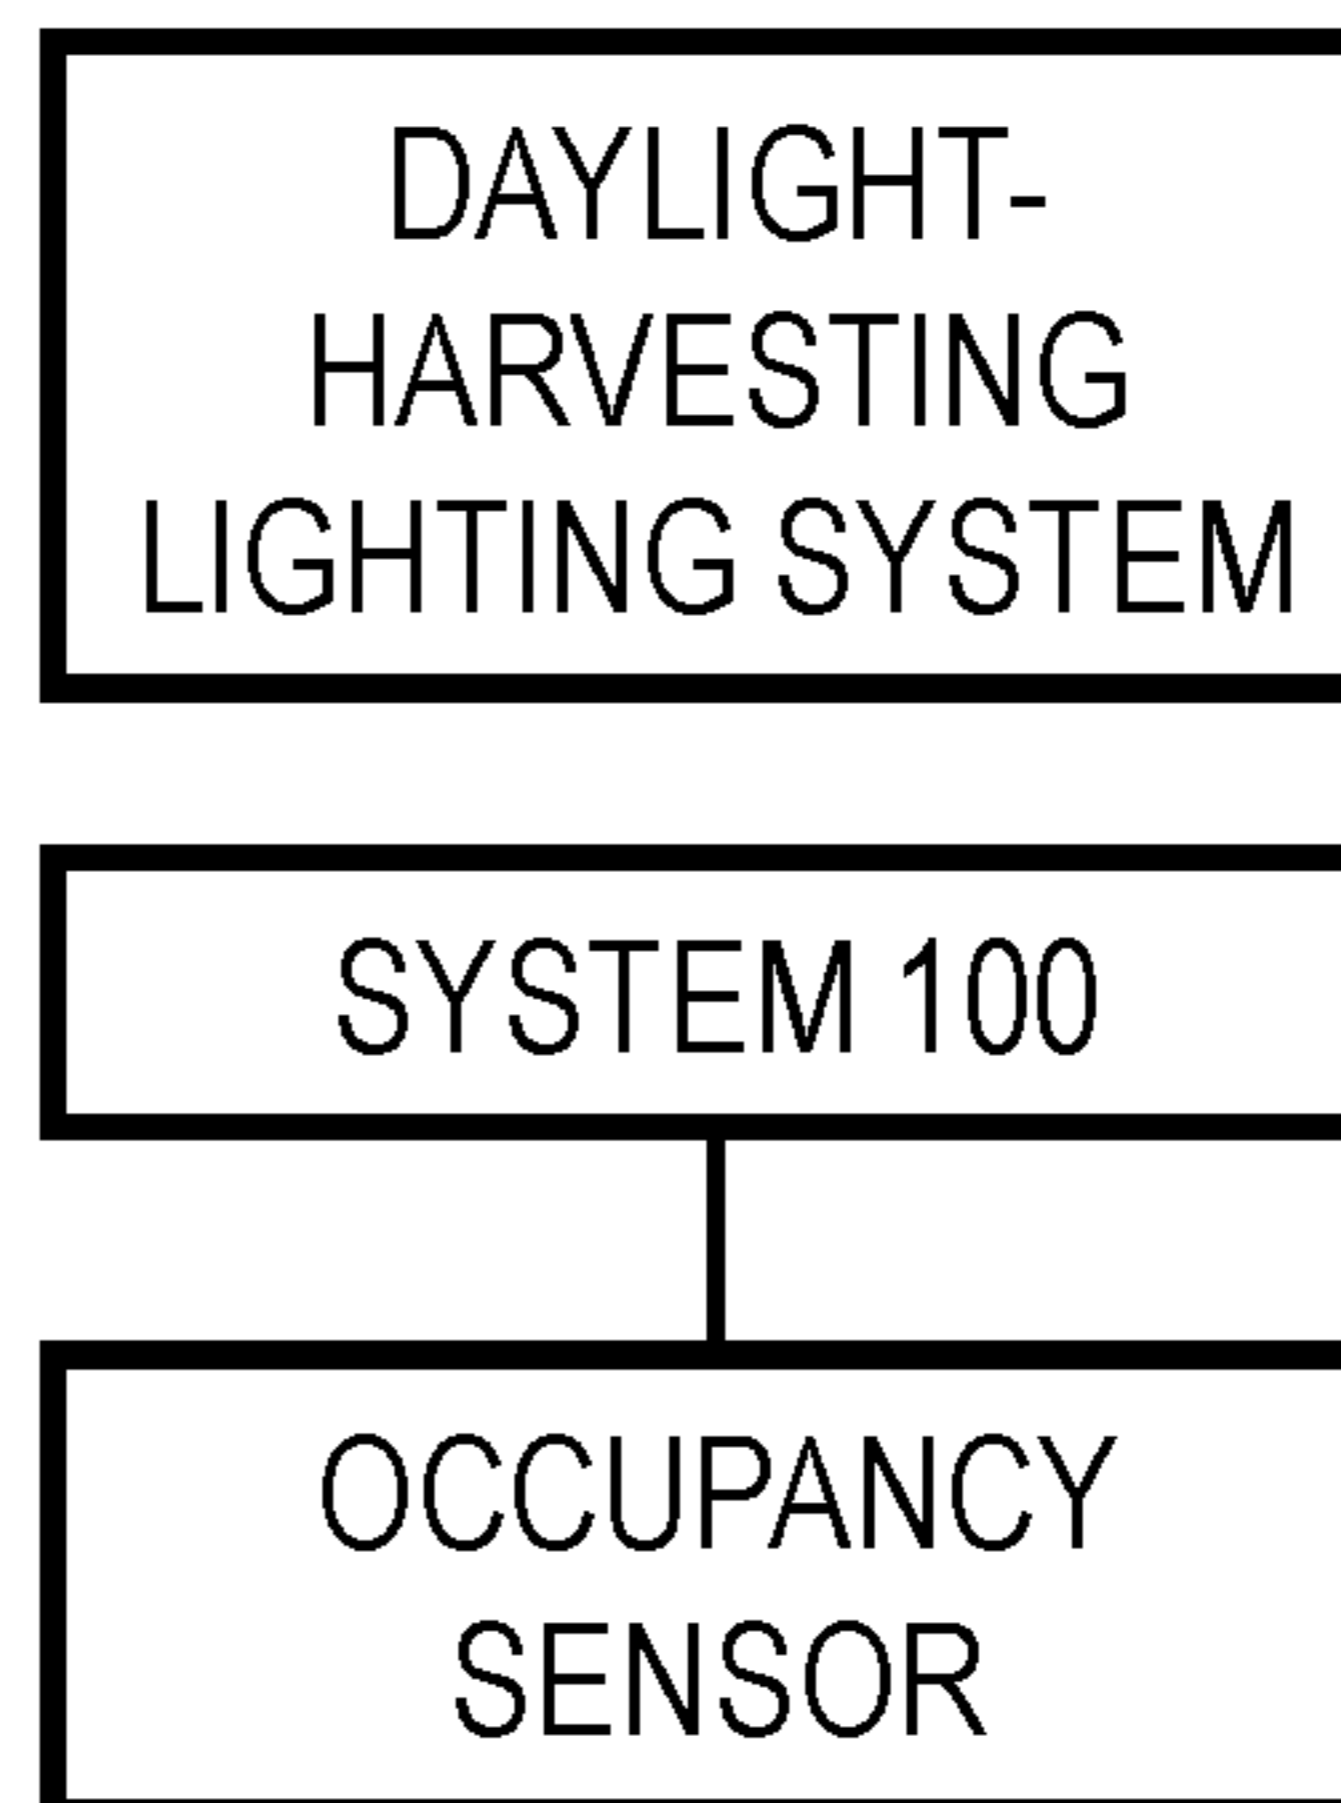 DAYLIGHT-
HARVESTING
LIGHTING SYSTEM
SYSTEM 100
OCCUPANCY
SENSOR